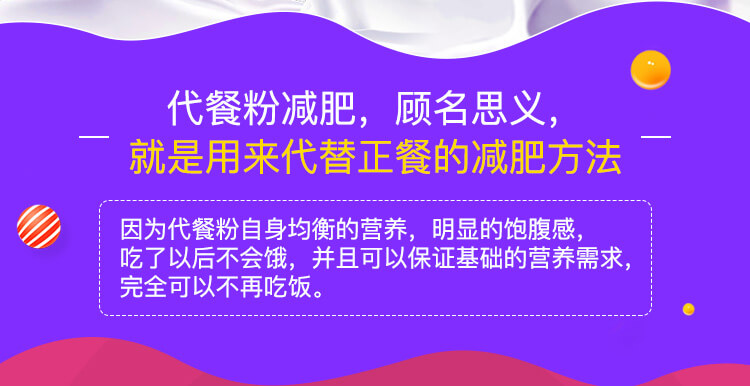 代餐粉减肥，顾名思义，
就是用来代替正餐的减肥方法
因为代餐粉自身均衡的营养，明显的饱腹感，
吃了以后不会饿，并且可以保证基础的营养需求，
完全可以不再吃饭。